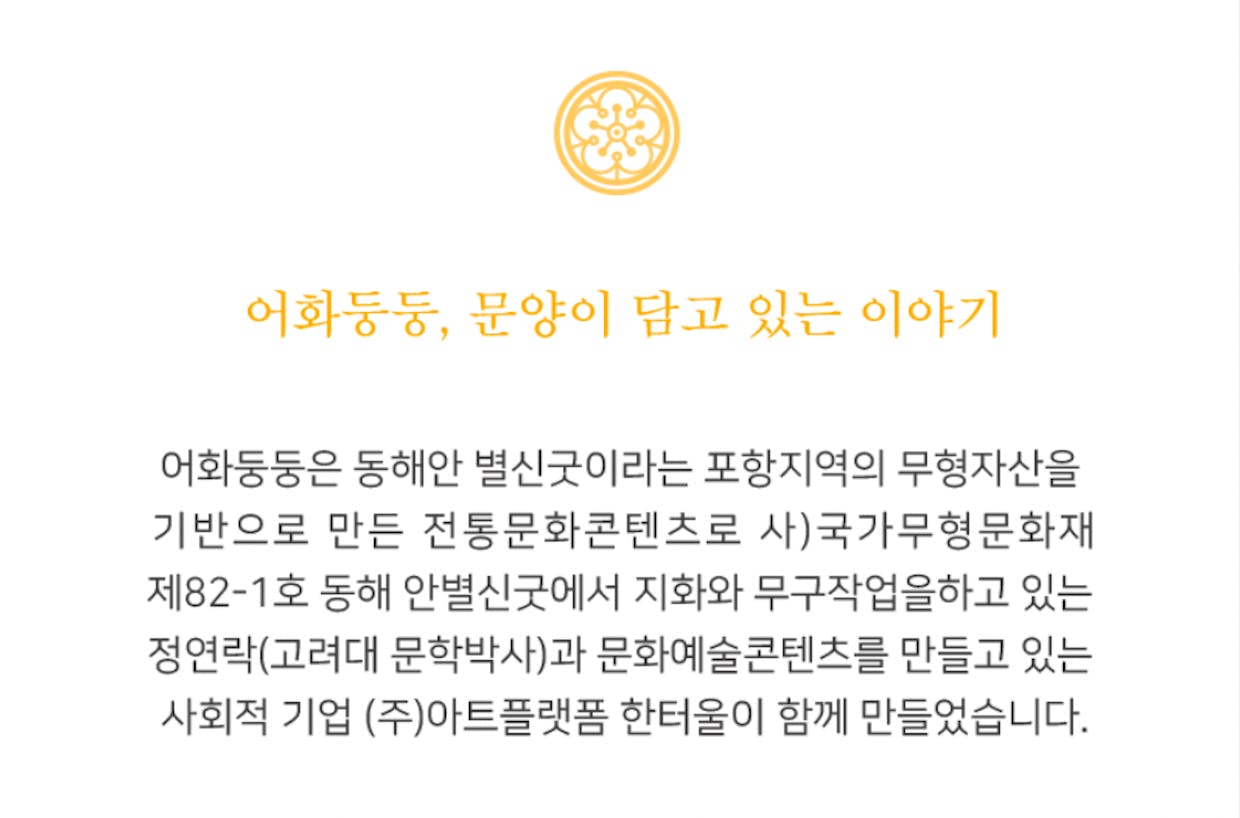 어화둥둥, 문양이 담고 있는 이야기
어화둥둥은 동해안 별신굿이라는 포항지역의 무형자산을
기반으로 만든 전통문화콘텐츠로 사)국가무형문화재
제82-1호 동해 안별신굿에서 지화와 무구작업을하고 있는
정연락(고려대 문학박사)과 문화예술콘텐츠를 만들고 있는
사회적 기업 (주)아트플랫폼 한터울이 함께 만들었습니다.